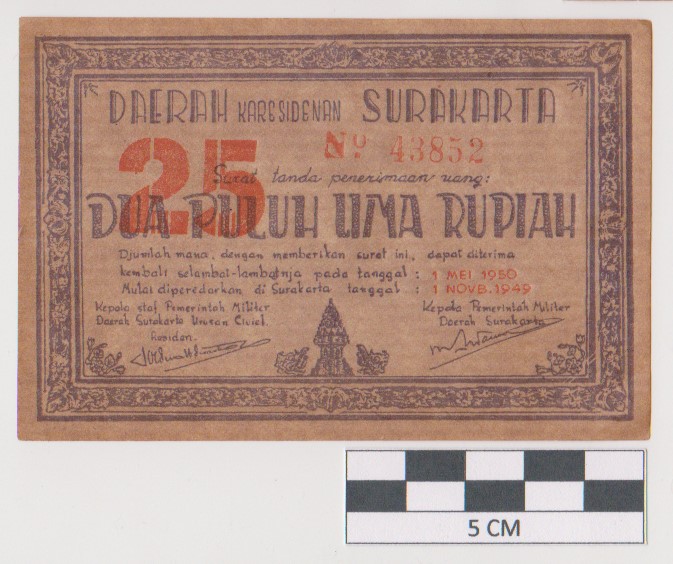 DAERAH KARESIDENAN SURAKARTA
25
No. 43852
Surat tanda penerimaan uang:
DUA PULUH LIMA RUPIAH
Djumlah mana, dengan memberikan surat ini, dapat diterima
kembali selambat-lambatnja pada tanggal : 1 MEI 1950
Mulai diperedarkan di Surakarta tanggal : 1 NOVB. 1949
Kepala staf Pemerintah Militer
Daerah Surakarta Urusan Civiel.
Residen.
Kepala Pemerintah Militer
Daerah Surakarta
5 CM